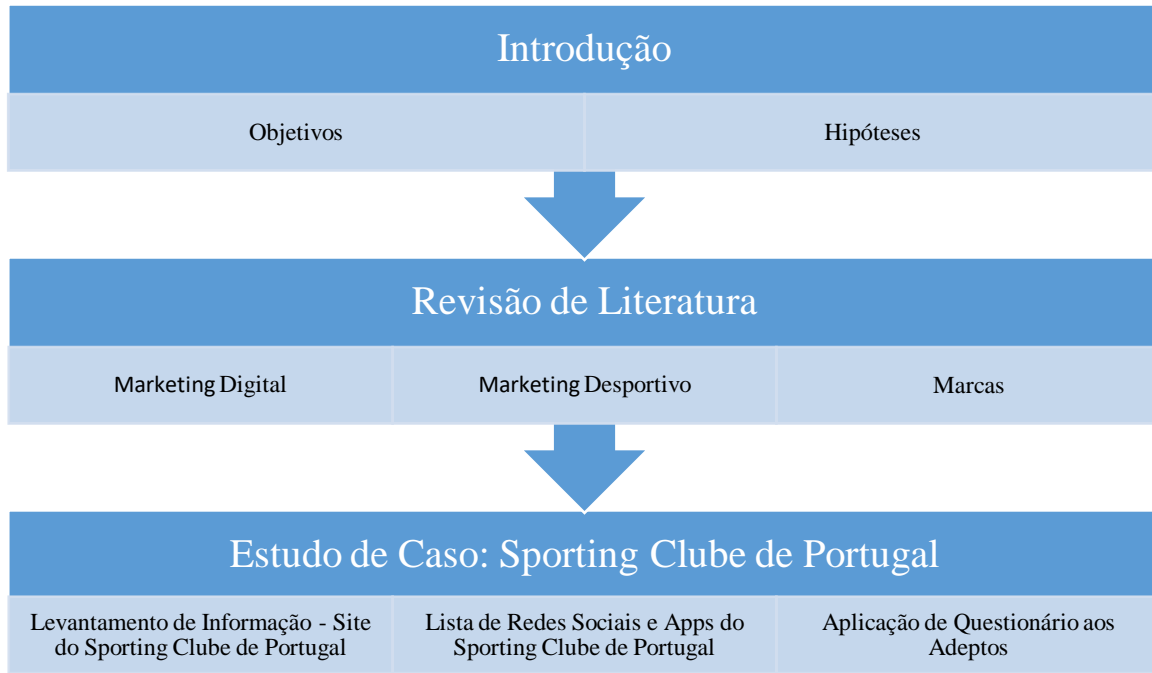 Introdução
Objetivos
Hipóteses
Revisão de Literatura
Marketing Digital
Marketing Desportivo
Marcas
Estudo de Caso: Sporting Clube de Portugal
Levantamento de Informação - Site
do Sporting Clube de Portugal
Lista de Redes Sociais e Apps do
Sporting Clube de Portugal
Aplicação de Questionário aos
Adeptos